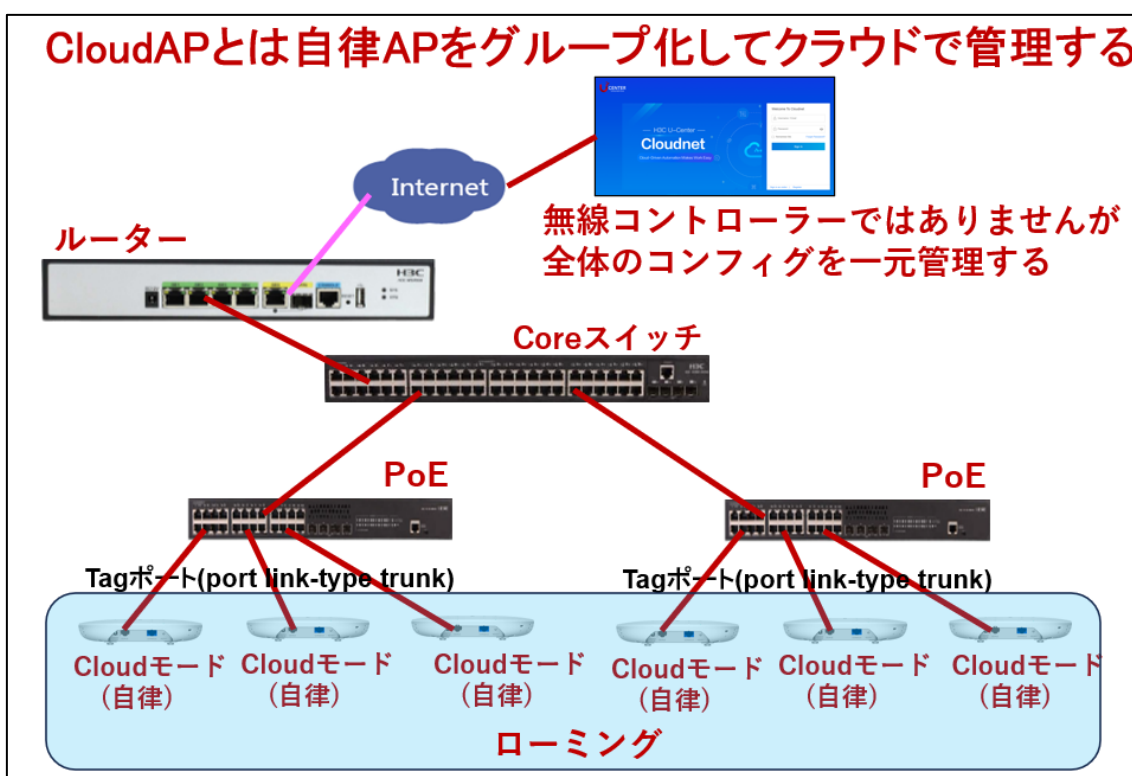 CloudAPとは自律APをグループ化してクラウドで管理する
CENTER
H3C U-Center
Cloudnet
Internet
無線コントローラーではありませんが
全体のコンフィグを一元管理する
ルーター
H3C
Coreスイッチ
H3C
PoE
PoE
Tagポート(port link-type trunk)
Tagポート(port link-type trunk)
Cloudモード
(自律)
Cloudモード
(自律)
Cloudモード
(自律)
Cloudモード
(自律)
Cloudモード
(自律)
Cloudモード
(自律)
ローミング